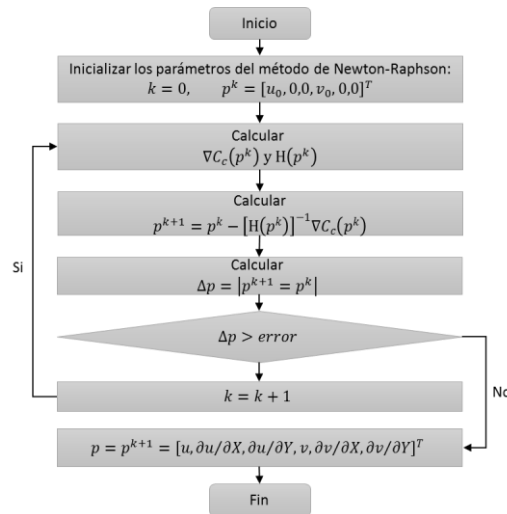 Inicio
Inicializar los parámetros del método de Newton-Raphson:
k = 0, p^k = [u_0, 0,0, v_0, 0,0]^T
Calcular
∇C_c(p^k) y H(p^k)
Calcular
p^{k+1} = p^k − [H(p^k)]^{−1}∇C_c(p^k)
Si
Calcular
Δp = |p^{k+1} = p^k|
Δp > error
k = k + 1
No
p = p^{k+1} = [u, ∂u/∂X, ∂u/∂Y, v, ∂v/∂X, ∂v/∂Y]^T
Fin